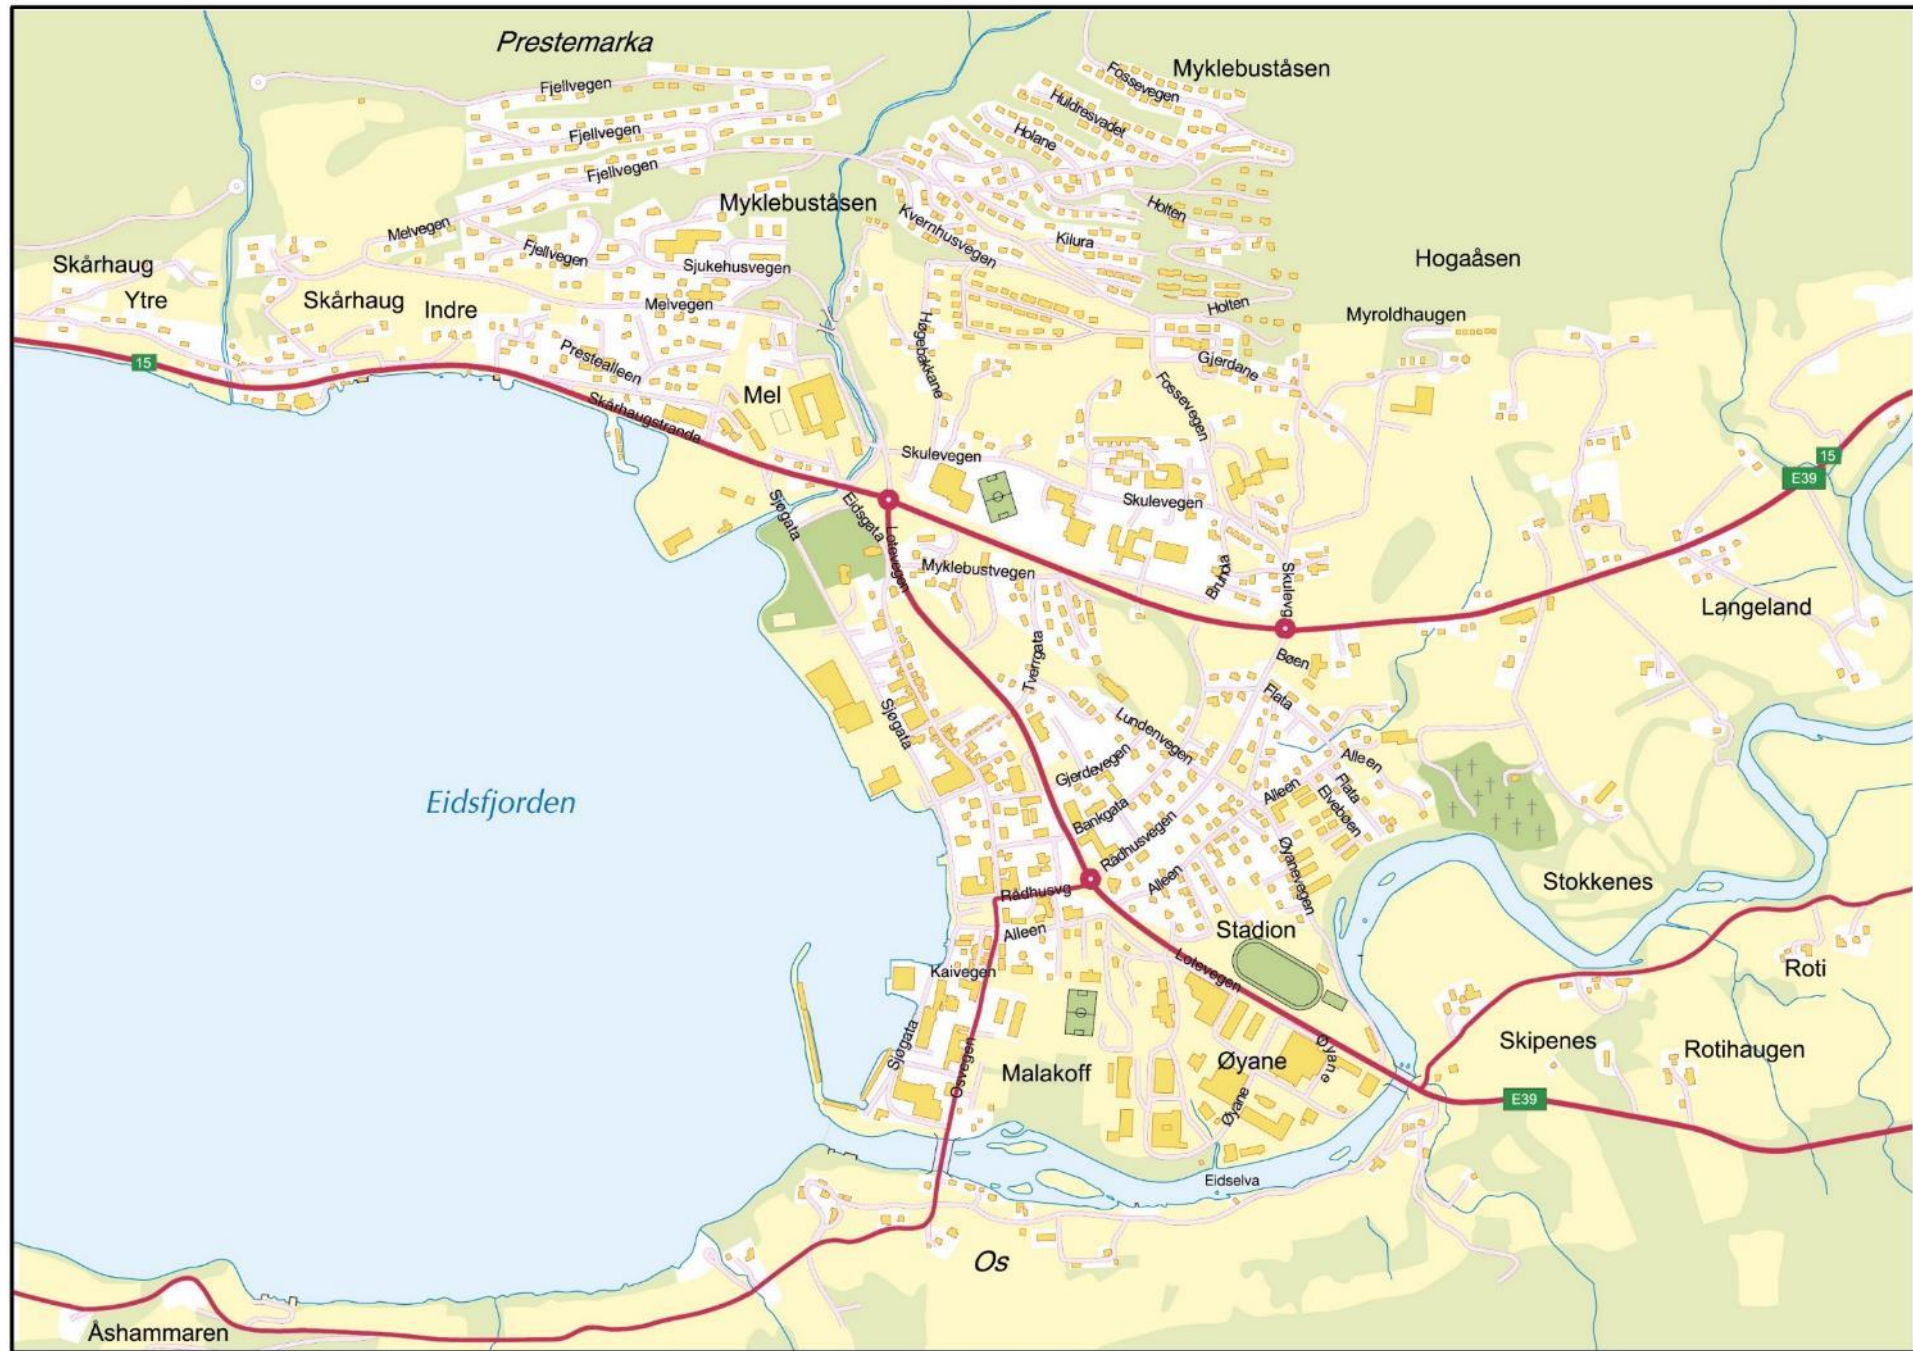 Prestemarka
Myklebuståsen
Fossevegen
Fjellvegen
Huldresvadet
Fjellvegen
Holane
Fjellvegen
Myklebuståsen
Holten
Kvernhusvegen
Melvegen
Kilura
Fjellvegen
Sjukehusvegen
Hogaåsen
Skårhaug
Ytre
Skårhaug
Indre
Melvegen
Holten
Myroldhaugen
Høgebakkane
15
Prestealleen
Gjerdane
Fossevegen
Mel
Skårhaugstranda
Skulevegen
15
E39
Skulevegen
Sjøgata
Eidsgata
Lotevegen
Myklebustvegen
Bruhola
Skulevg
Langeland
Tverrgata
Bøen
Flata
Sjøgata
Lundenvegen
Gjerdevegen
Alleen
Alleen
Flata
Elvebøen
Eidsfjorden
Bankgata
Rådhusvegen
Øyanevegen
Alleen
Rådhusvg
Stokkenes
Alleen
Stadion
Lotevegen
Kaivegen
Roti
Sjøgata
Osvegen
Malakoff
Øyane
Øyane
Øyane
Skipenes
Rotihaugen
E39
Eidselva
Os
Åshammaren